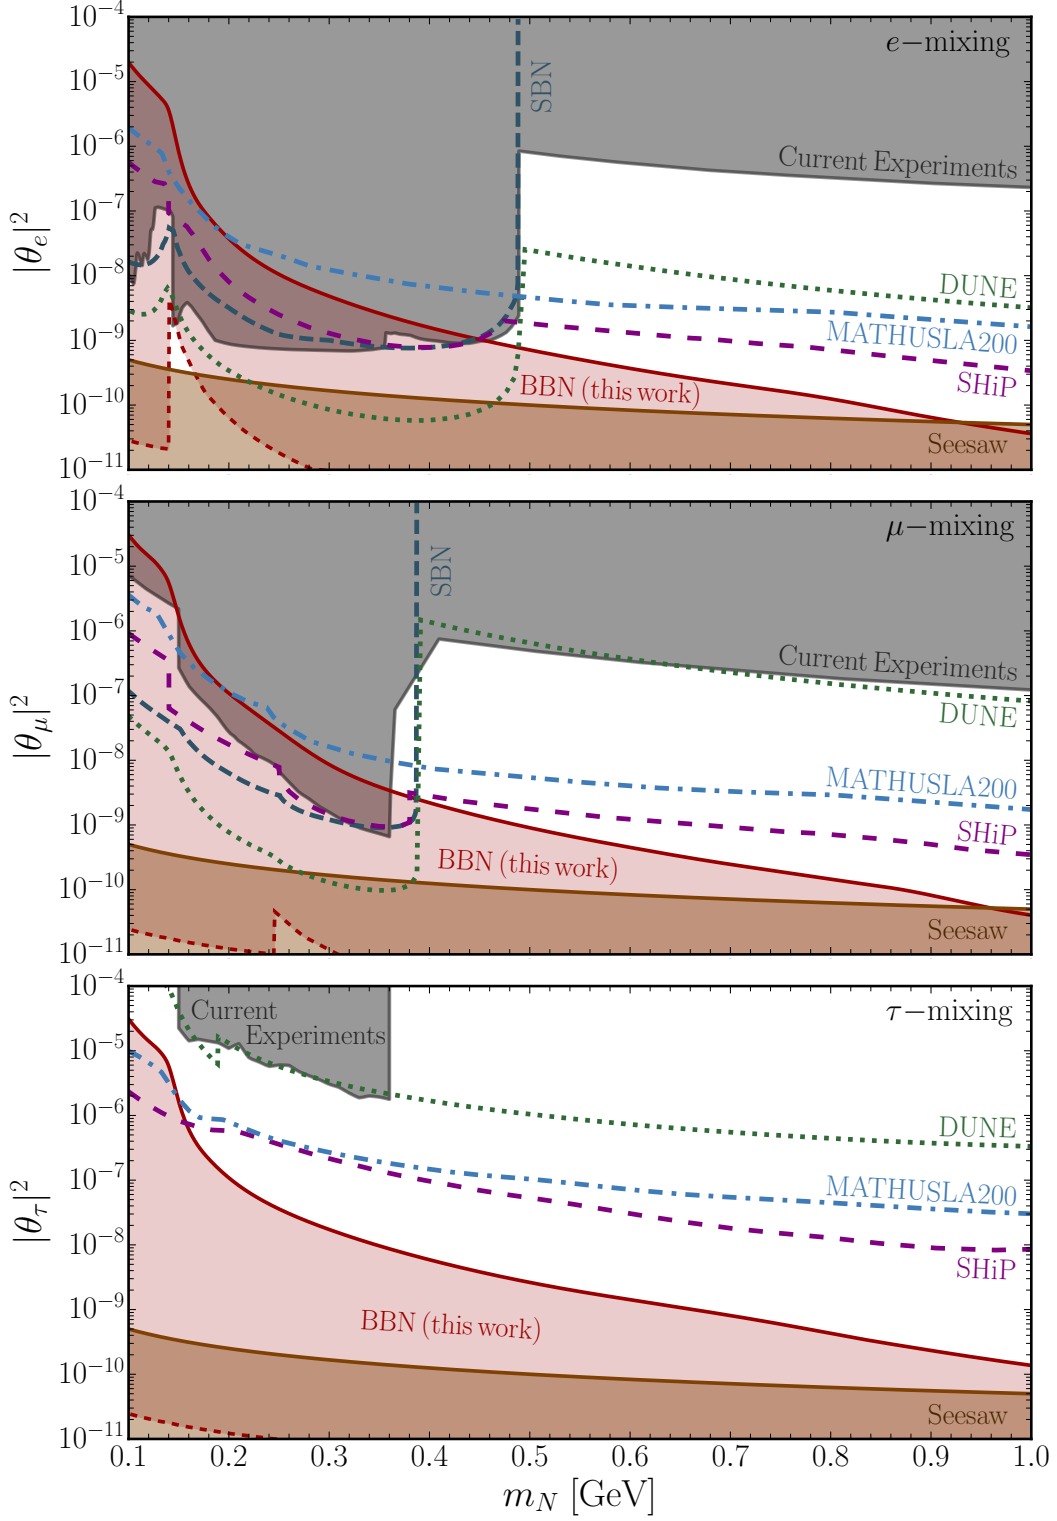 10⁻⁴
e−mixing
10⁻⁵
SBN
10⁻⁶
Current Experiments
10⁻⁷
|θₑ|²
10⁻⁸
DUNE
MATHUSLA200
10⁻⁹
SHiP
BBN (this work)
10⁻¹⁰
Seesaw
10⁻¹¹
10⁻⁴
μ−mixing
10⁻⁵
SBN
10⁻⁶
Current Experiments
10⁻⁷
DUNE
|θ_μ|²
10⁻⁸
MATHUSLA200
10⁻⁹
SHiP
BBN (this work)
10⁻¹⁰
Seesaw
10⁻¹¹
10⁻⁴
τ−mixing
Current
Experiments
10⁻⁵
10⁻⁶
DUNE
10⁻⁷
MATHUSLA200
|θ_τ|²
10⁻⁸
SHiP
10⁻⁹
BBN (this work)
10⁻¹⁰
Seesaw
10⁻¹¹
0.1 0.2 0.3 0.4 0.5 0.6 0.7 0.8 0.9 1.0
m_N [GeV]